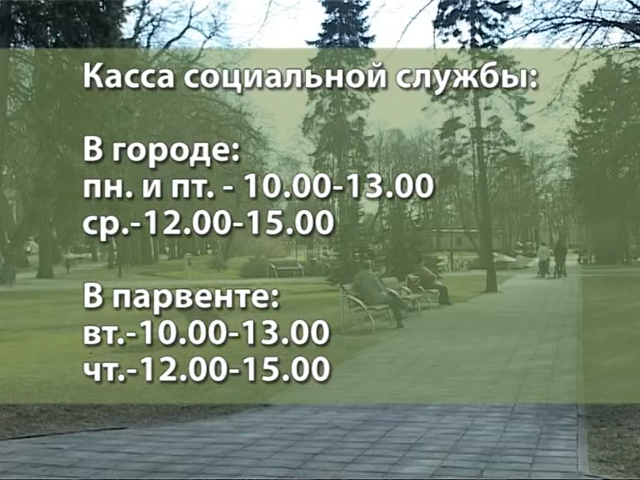 Касса социальной службы:
В городе:
пн. и пт. - 10.00-13.00
ср.-12.00-15.00
В парвенте:
вт.-10.00-13.00
чт.-12.00-15.00